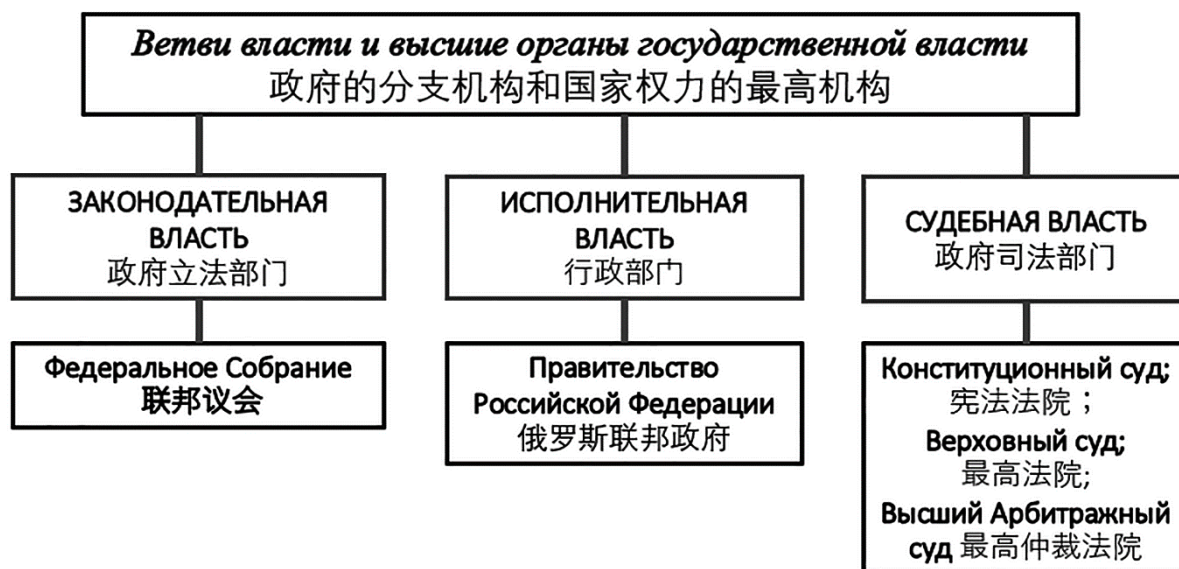 Ветви власти и высшие органы государственной власти
政府的分支机构和国家权力的最高机构
ЗАКОНОДАТЕЛЬНАЯ
ВЛАСТЬ
政府立法部门
ИСПОЛНИТЕЛЬНАЯ
ВЛАСТЬ
行政部门
СУДЕБНАЯ ВЛАСТЬ
政府司法部门
Федеральное Собрание
联邦议会
Правительство
Российской Федерации
俄罗斯联邦政府
Конституционный суд;
宪法法院；
Верховный суд;
最高法院;
Высший Арбитражный
суд 最高仲裁法院